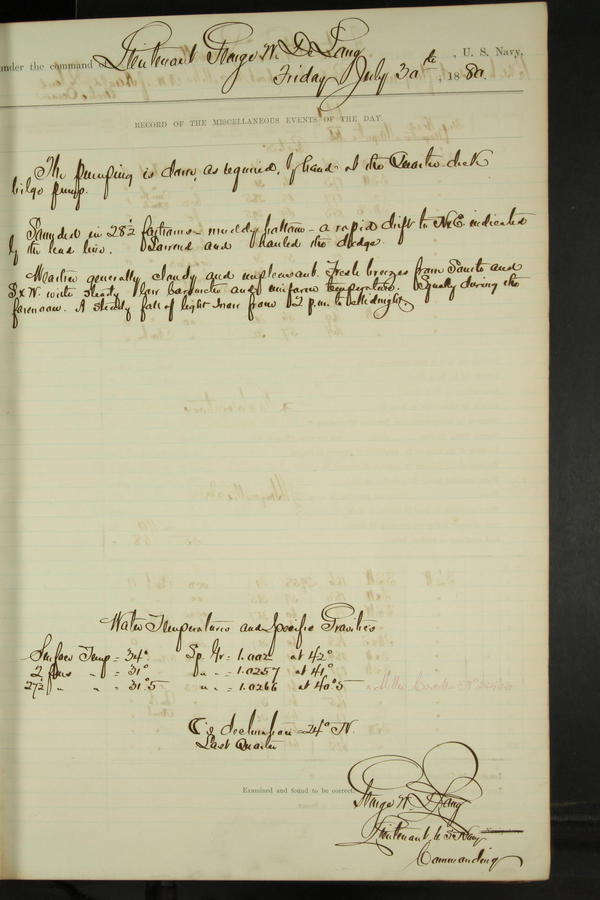 under the command of Lieutenant George W. De Long, U. S. Navy,
Friday July 30th, 1880.
RECORD OF THE MISCELLANEOUS EVENTS OF THE DAY.
The pumping is done, as required, by hand at the Quarter-deck
bilge pump.
Sounded in 28½ fathoms - muddy bottom - a rapid drift to N.E. indicated
by the lead line. Lowered and hauled the dredge.
Weather generally cloudy and unpleasant. Fresh breezes from South and
S x W. with steady barometer and uniform temperature. Squally during the
forenoon. A steady fall of light snow from 2 p.m. to Midnight.
Water Temperatures and Specific Gravities
Surface Temp = 34° Sp. Gr = 1.002 at 42°
2 fms " = 31° " " = 1.0257 at 41°
27½ " " = 31°.5 " " = 1.0266 at 40°.5
declination = 24° N.
Last Quarter
Examined and found to be correct.
George W. De Long
Lieutenant U.S. Navy
Commanding